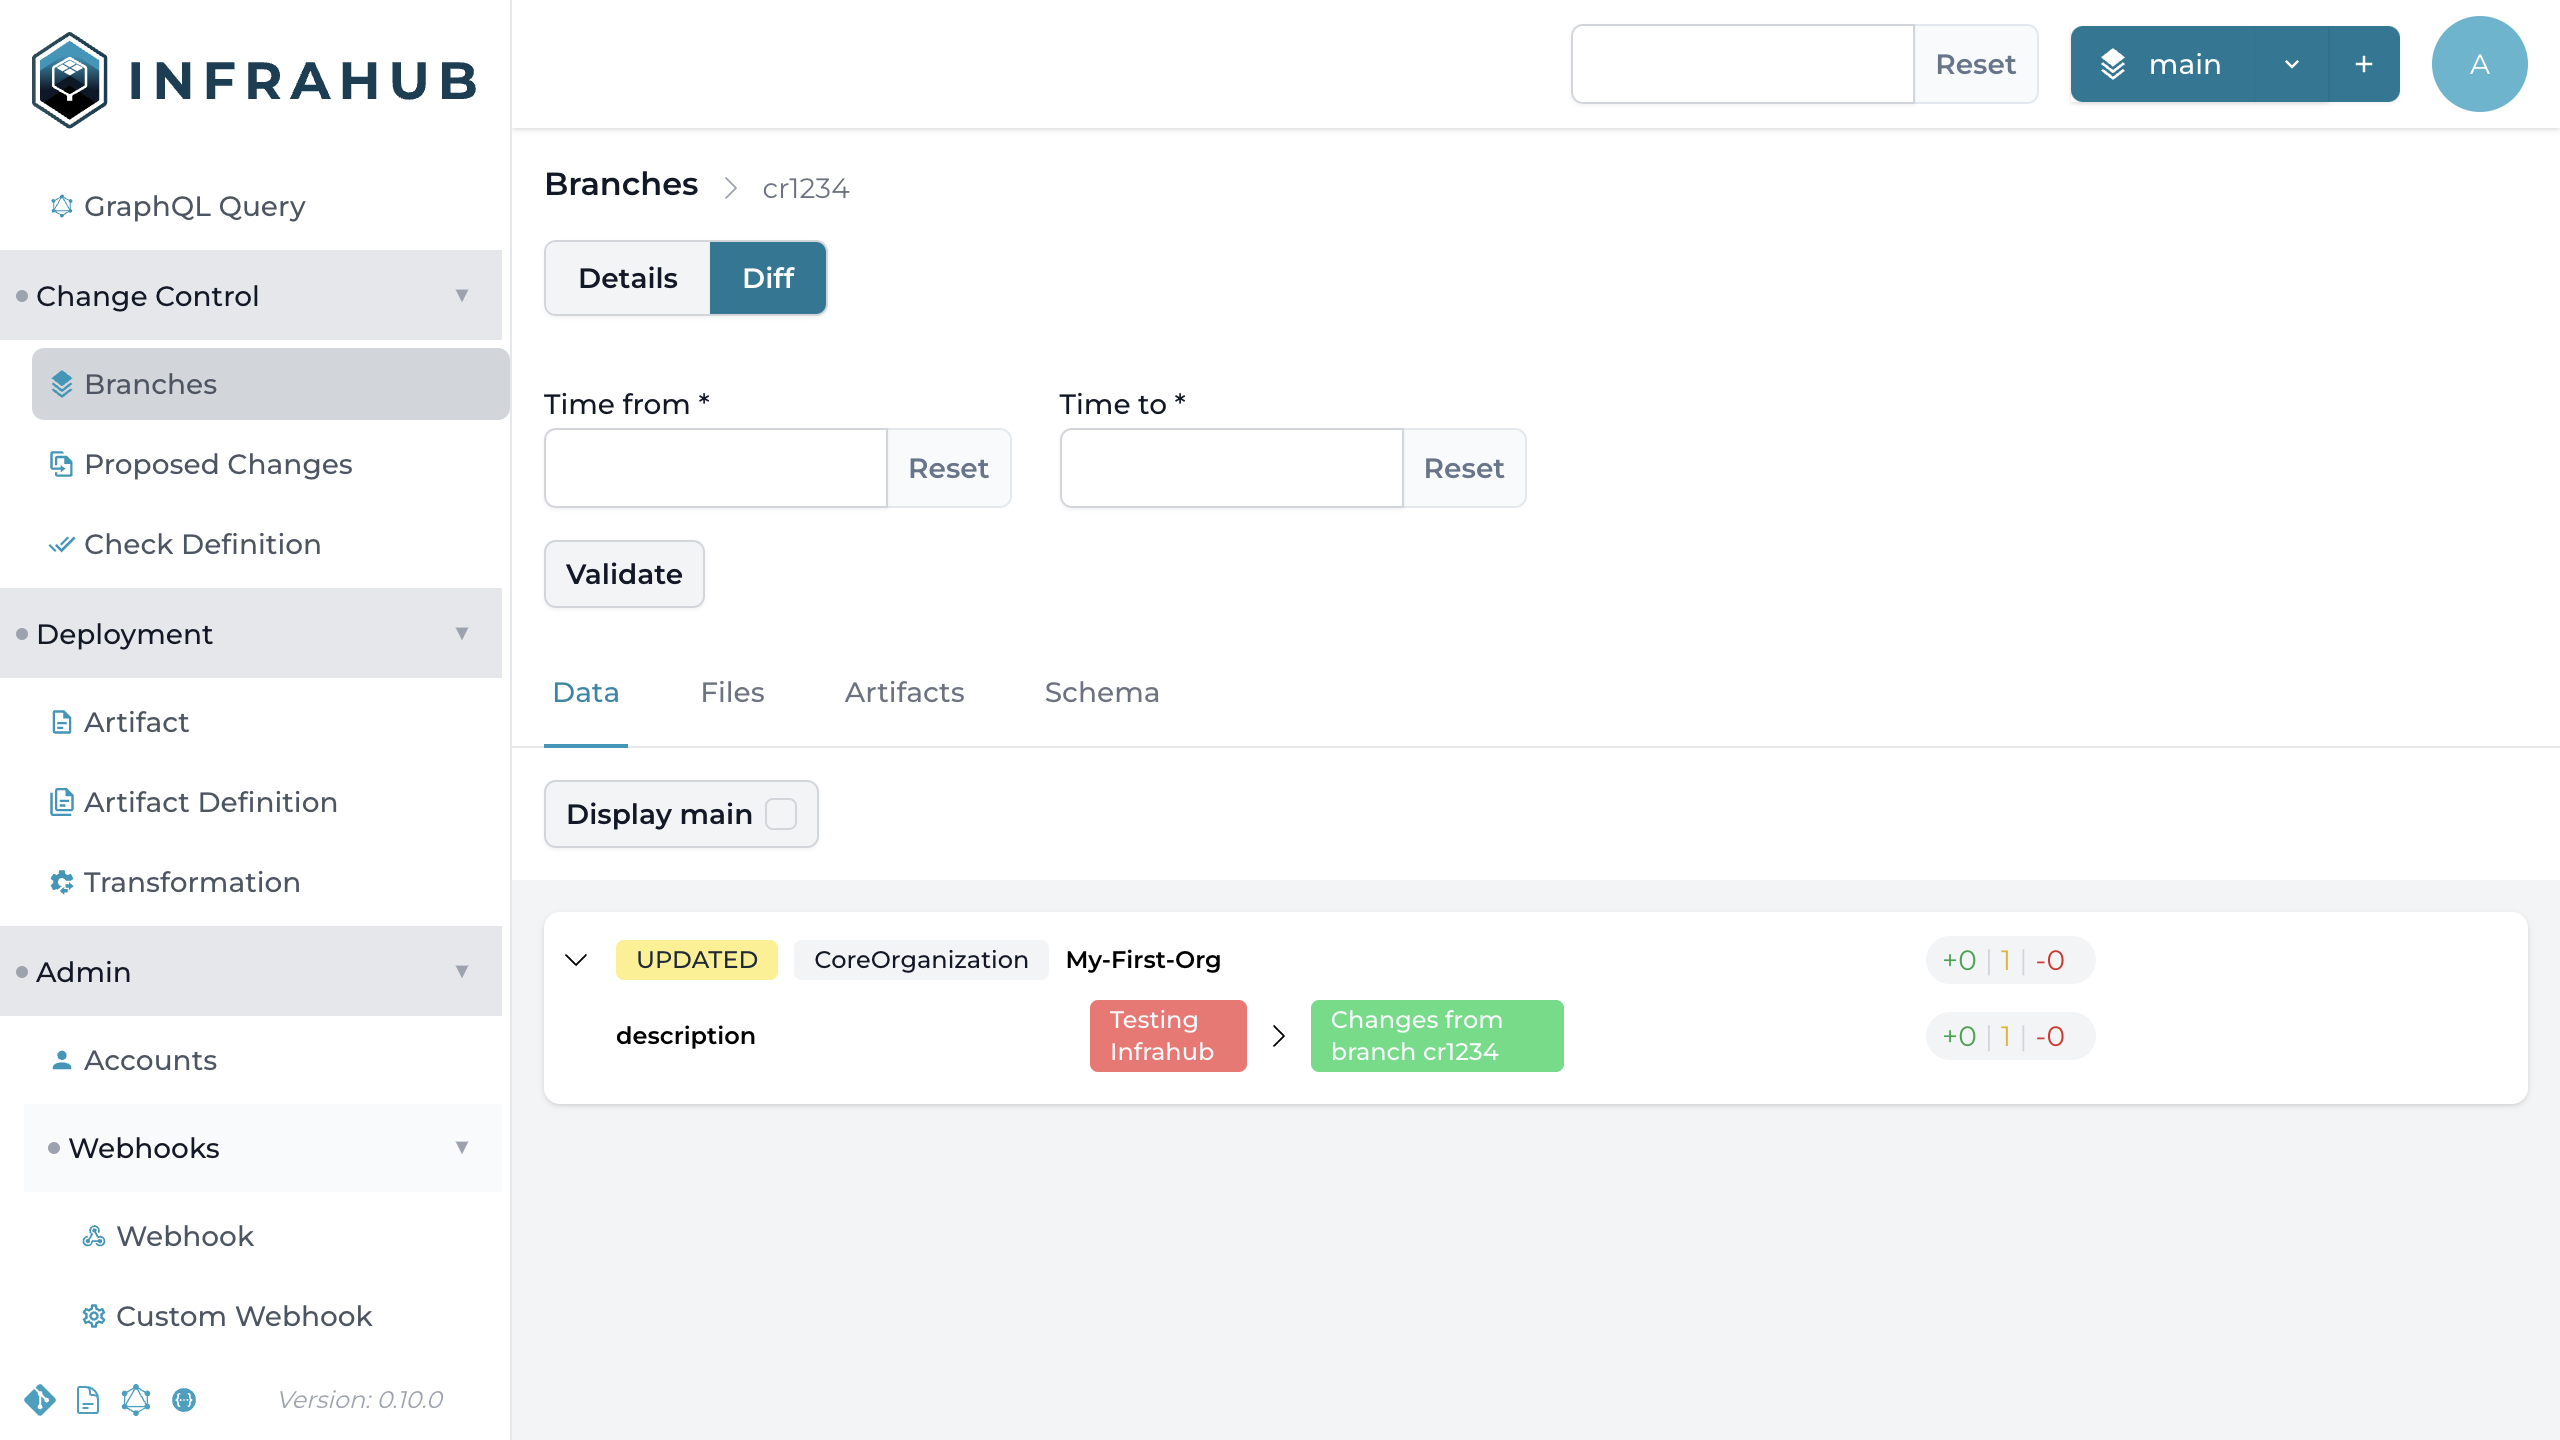 INFRAHUB
GraphQL Query
Change Control
Branches
Proposed Changes
Check Definition
Deployment
Artifact
Artifact Definition
Transformation
Admin
Accounts
Webhooks
Webhook
Custom Webhook
Version: 0.10.0
Reset
main
+
A
Branches
cr1234
Details
Diff
Time from *
Time to *
Reset
Reset
Validate
Data
Files
Artifacts
Schema
Display main
UPDATED CoreOrganization My-First-Org +0 | 1 | -0
description
Testing
Infrahub
Changes from
branch cr1234
+0 | 1 | -0